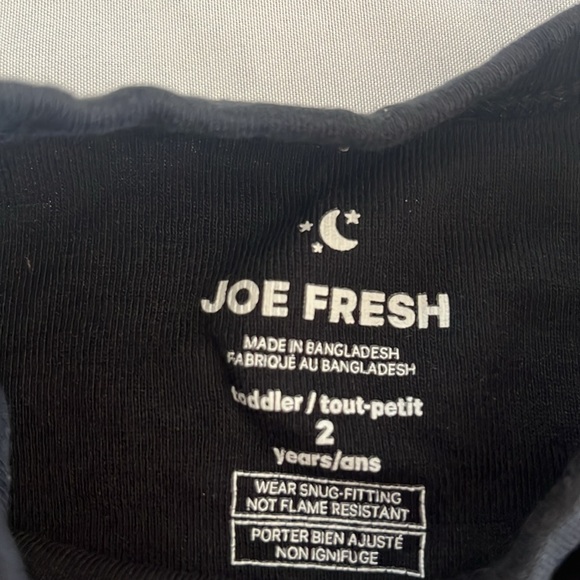 JOE FRESH
MADE IN BANGLADESH
FABRIQUÉ AU BANGLADESH
toddler / tout-petit
2
years/ans
WEAR SNUG-FITTING
NOT FLAME RESISTANT
PORTER BIEN AJUSTÉ
NON IGNIFUGE